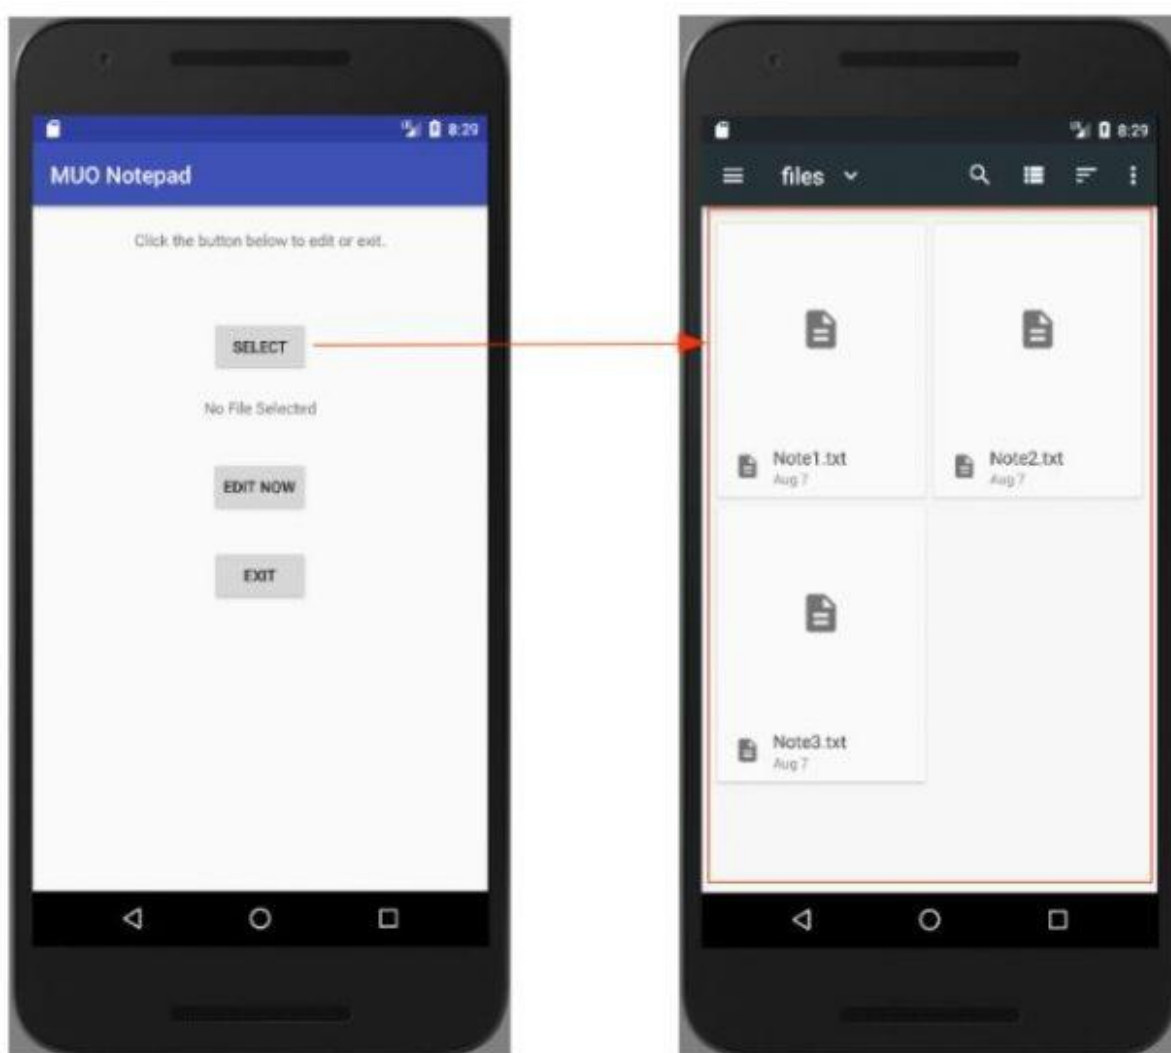 8:29
MUO Notepad
Click the button below to edit or exit.
SELECT
No File Selected
EDIT NOW
EXIT
8:29
files
Note1.txt
Aug 7
Note2.txt
Aug 7
Note3.txt
Aug 7